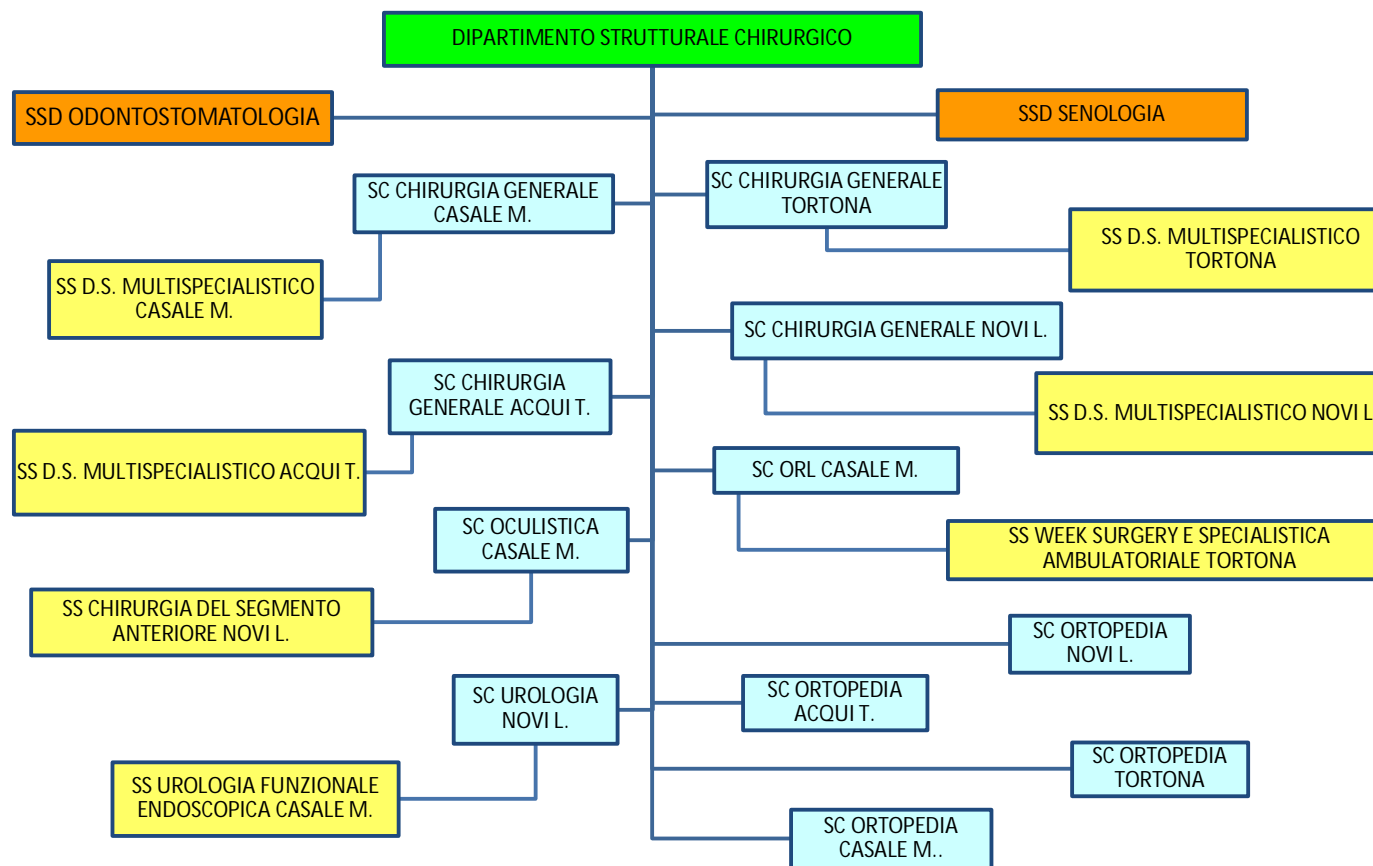 DIPARTIMENTO STRUTTURALE CHIRURGICO
SSD ODONTOSTOMATOLOGIA
SSD SENOLOGIA
SC CHIRURGIA GENERALE
CASALE M.
SC CHIRURGIA GENERALE
TORTONA
SS D.S. MULTISPECIALISTICO
CASALE M.
SS D.S. MULTISPECIALISTICO
TORTONA
SC CHIRURGIA GENERALE NOVI L.
SC CHIRURGIA
GENERALE ACQUI T.
SS D.S. MULTISPECIALISTICO NOVI L
SS D.S. MULTISPECIALISTICO ACQUI T.
SC ORL CASALE M.
SC OCULISTICA
CASALE M.
SS WEEK SURGERY E SPECIALISTICA
AMBULATORIALE TORTONA
SS CHIRURGIA DEL SEGMENTO
ANTERIORE NOVI L.
SC ORTOPEDIA
NOVI L.
SC UROLOGIA
NOVI L.
SC ORTOPEDIA
ACQUI T.
SS UROLOGIA FUNZIONALE
ENDOSCOPICA CASALE M.
SC ORTOPEDIA
TORTONA
SC ORTOPEDIA
CASALE M..